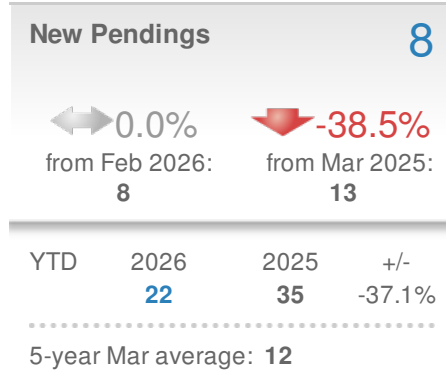 New Pendings 8
0.0% -38.5%
from Feb 2026: from Mar 2025:
8 13
YTD 2026 2025 +/-
22 35 -37.1%
5-year Mar average: 12